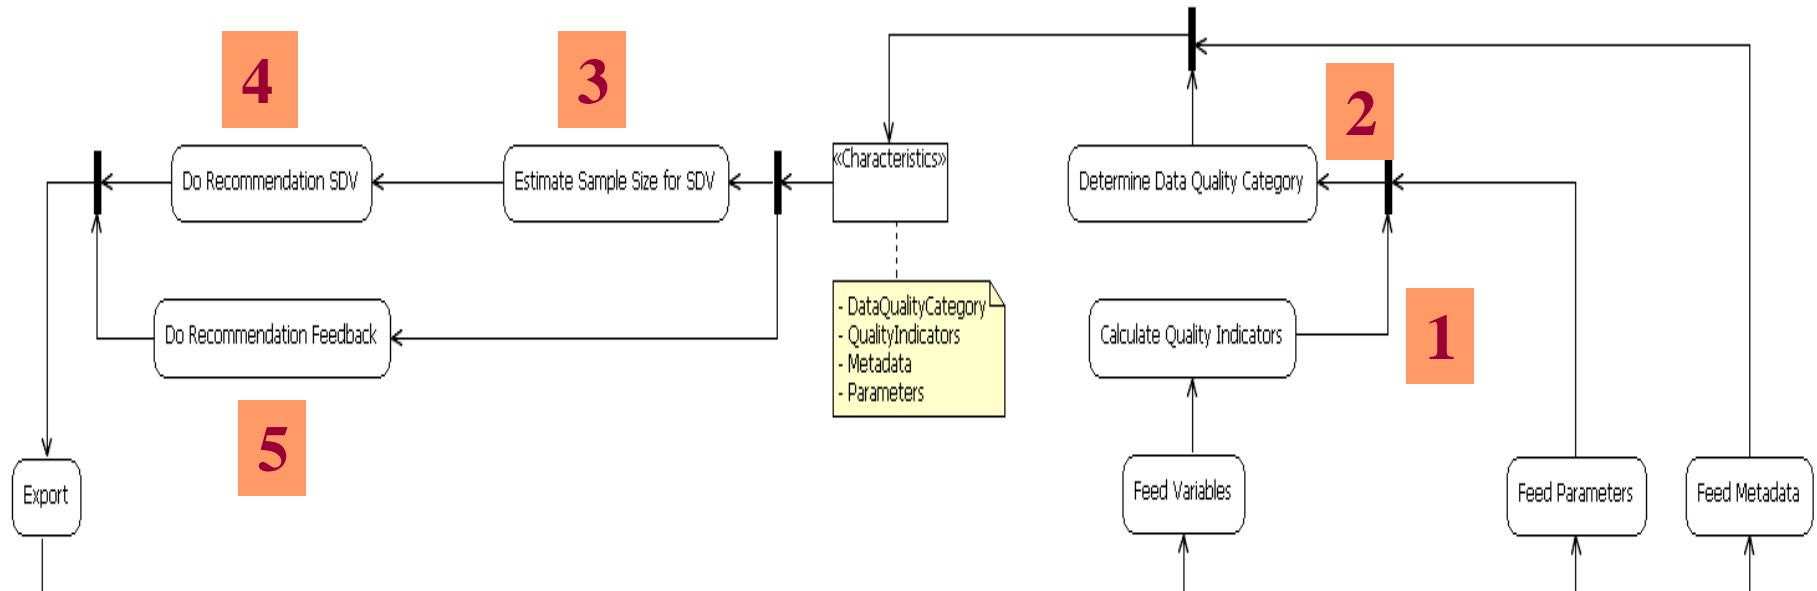 4
3
2
«Characteristics»
Do Recommendation SDV
Estimate Sample Size for SDV
Determine Data Quality Category
- DataQualityCategory
- QualityIndicators
- Metadata
- Parameters
Do Recommendation Feedback
Calculate Quality Indicators
1
5
Export
Feed Variables
Feed Parameters
Feed Metadata